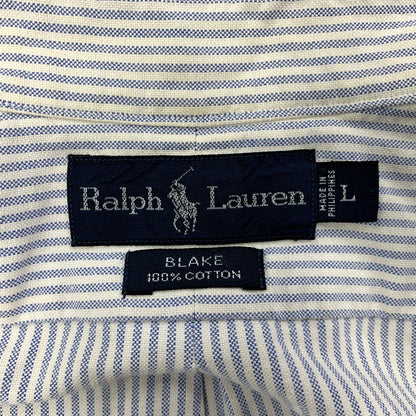 Ralph Lauren
MADE IN
PHILIPPINES
L
BLAKE
100% COTTON